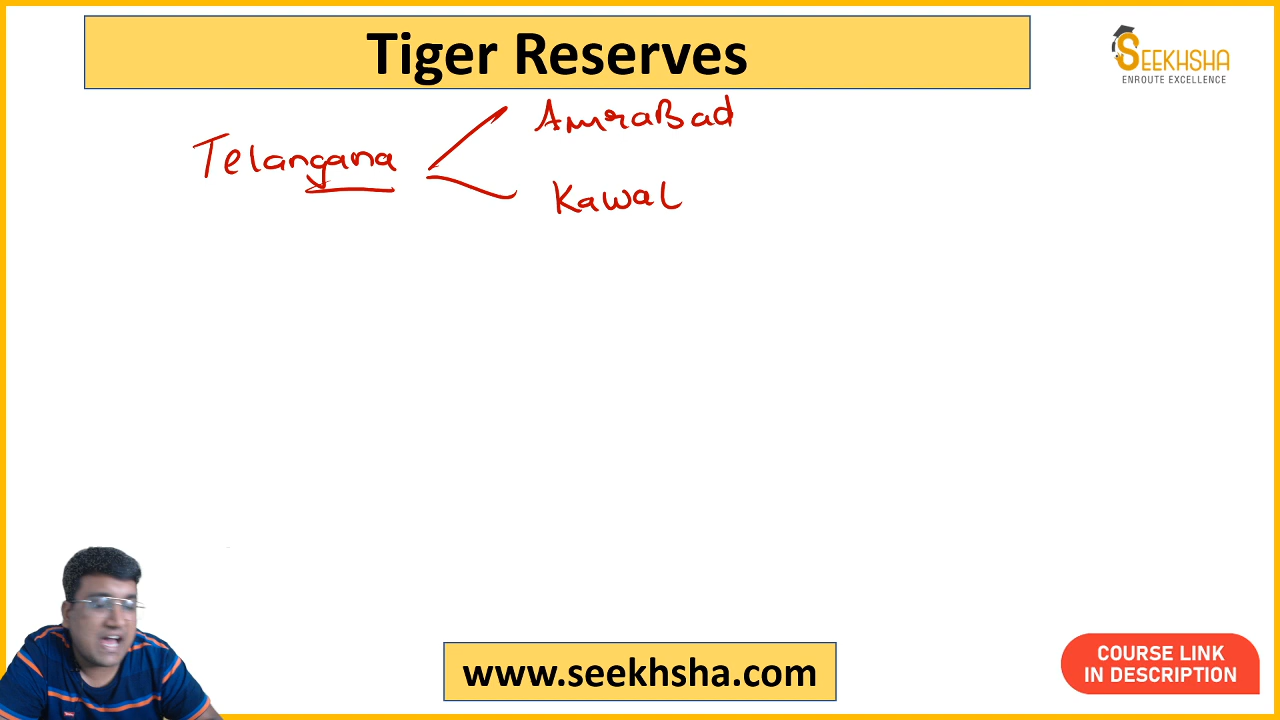 Tiger Reserves
SEEKHSHA
ENROUTE EXCELLENCE
Telangana
AmraBad
Kawal
www.seekhsha.com
COURSE LINK
IN DESCRIPTION